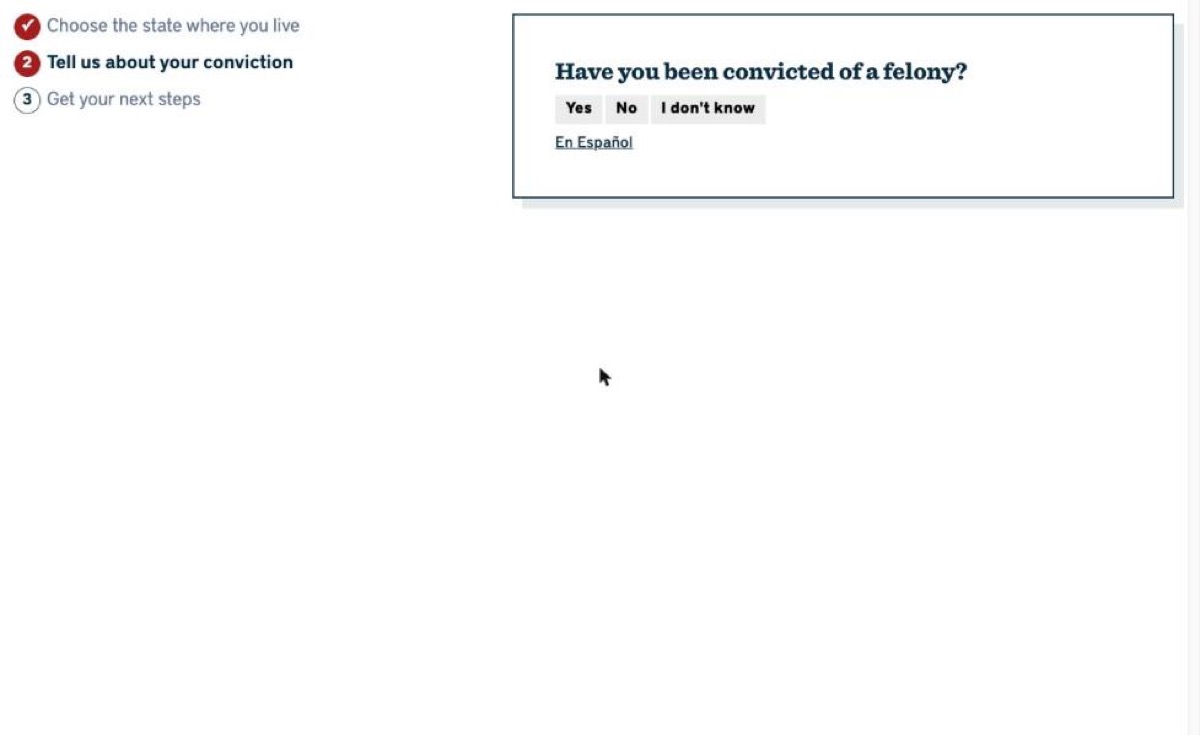 Choose the state where you live
2 Tell us about your conviction
3 Get your next steps
Have you been convicted of a felony?
Yes No I don't know
En Español